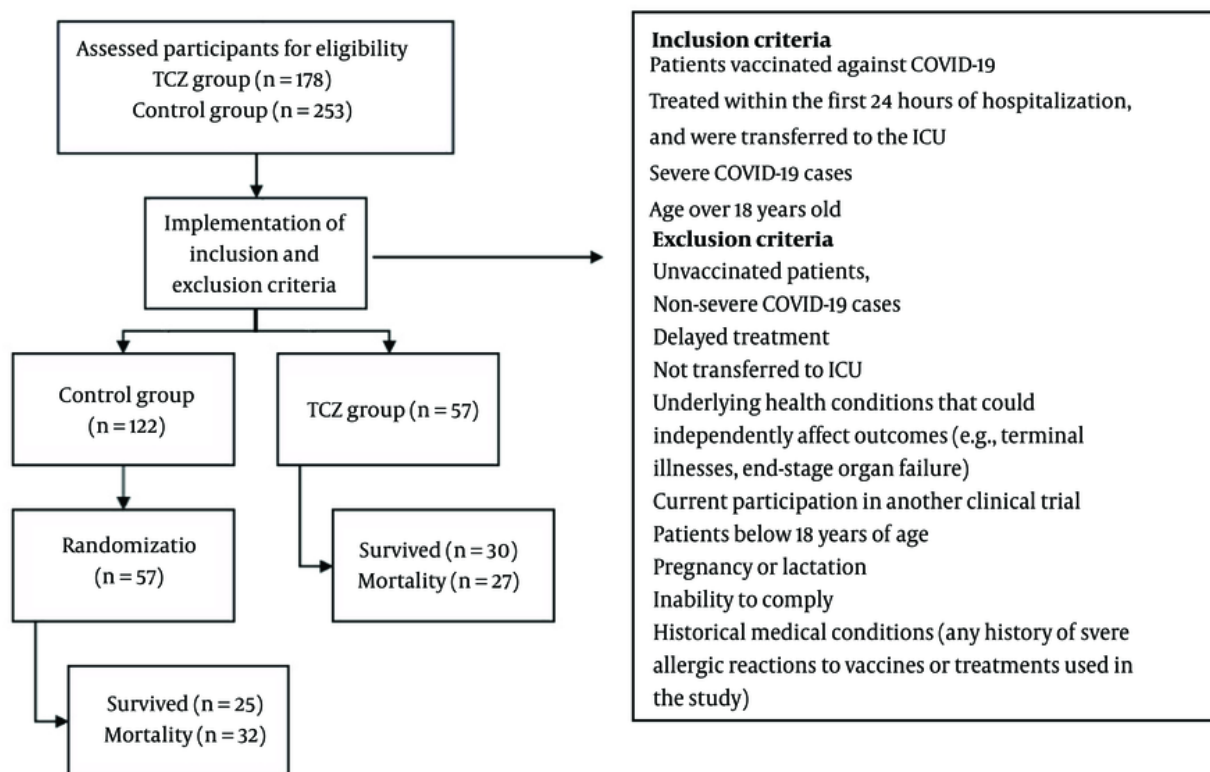 Assessed participants for eligibility
TCZ group (n = 178)
Control group (n = 253)
Implementation of
inclusion and
exclusion criteria
Control group
(n = 122)
TCZ group (n = 57)
Randomizatio
(n = 57)
Survived (n = 30)
Mortality (n = 27)
Survived (n = 25)
Mortality (n = 32)
Inclusion criteria
Patients vaccinated against COVID-19
Treated within the first 24 hours of hospitalization,
and were transferred to the ICU
Severe COVID-19 cases
Age over 18 years old
Exclusion criteria
Unvaccinated patients,
Non-severe COVID-19 cases
Delayed treatment
Not transferred to ICU
Underlying health conditions that could
independently affect outcomes (e.g., terminal
illnesses, end-stage organ failure)
Current participation in another clinical trial
Patients below 18 years of age
Pregnancy or lactation
Inability to comply
Historical medical conditions (any history of svere
allergic reactions to vaccines or treatments used in
the study)